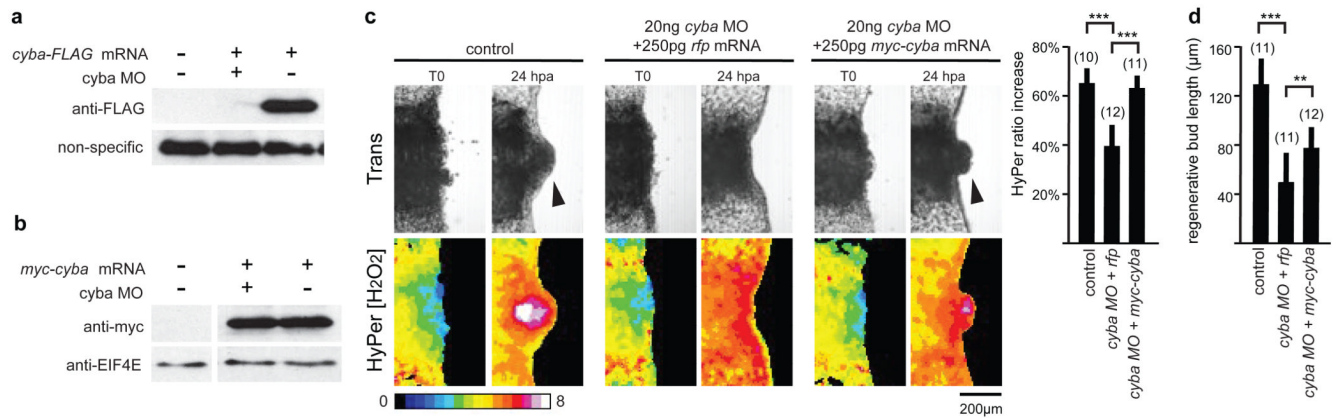 a
cyba-FLAG mRNA - + +
cyba MO - + -
anti-FLAG
non-specific
b
myc-cyba mRNA - + +
cyba MO - + -
anti-myc
anti-EIF4E
c
control
20ng cyba MO
+250pg rfp mRNA
20ng cyba MO
+250pg myc-cyba mRNA
T0 24 hpa T0 24 hpa T0 24 hpa
Trans
HyPer [H2O2]
0 8
200µm
HyPer ratio increase
80%
60%
40%
20%
*** ***
(10) (12) (11)
control
cyba MO + rfp
cyba MO + myc-cyba
d
regenerative bud length (µm)
160
120
80
40
*** **
(11) (11) (12)
control
cyba MO + rfp
cyba MO + myc-cyba